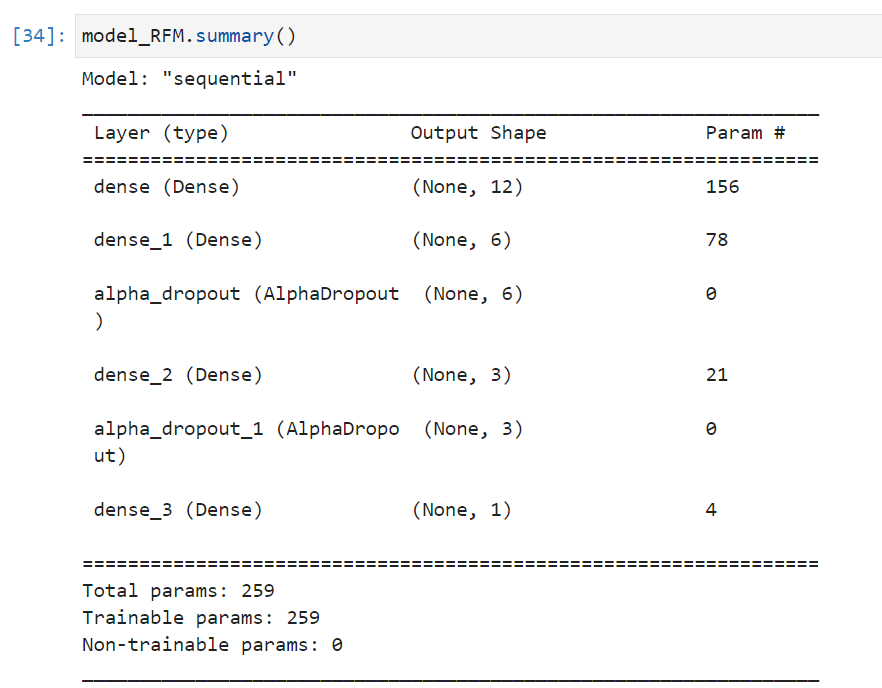 [34]: model_RFM.summary()
Model: "sequential"
_________________________________________________________________
Layer (type) Output Shape Param #
=================================================================
dense (Dense) (None, 12) 156
dense_1 (Dense) (None, 6) 78
alpha_dropout (AlphaDropout (None, 6) 0
)
dense_2 (Dense) (None, 3) 21
alpha_dropout_1 (AlphaDropo (None, 3) 0
ut)
dense_3 (Dense) (None, 1) 4
=================================================================
Total params: 259
Trainable params: 259
Non-trainable params: 0
_________________________________________________________________